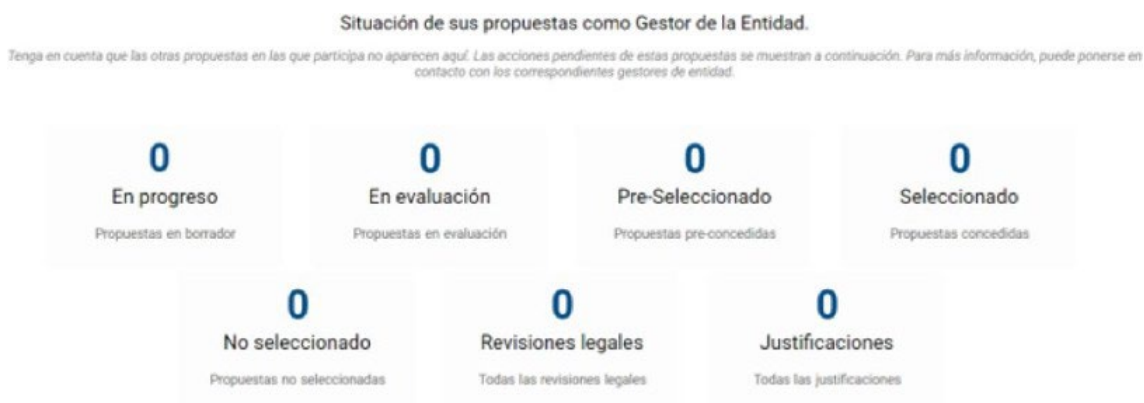 Situación de sus propuestas como Gestor de la Entidad.
Tenga en cuenta que las otras propuestas en las que participa no aparecen aquí. Las acciones pendientes de estas propuestas se muestran a continuación. Para más información, puede ponerse en
contacto con los correspondientes gestores de entidad.
0 0 0 0
En progreso En evaluación Pre-Seleccionado Seleccionado
Propuestas en borrador Propuestas en evaluación Propuestas pre-concedidas Propuestas concedidas
0 0 0
No seleccionado Revisiones legales Justificaciones
Propuestas no seleccionadas Todas las revisiones legales Todas las justificaciones